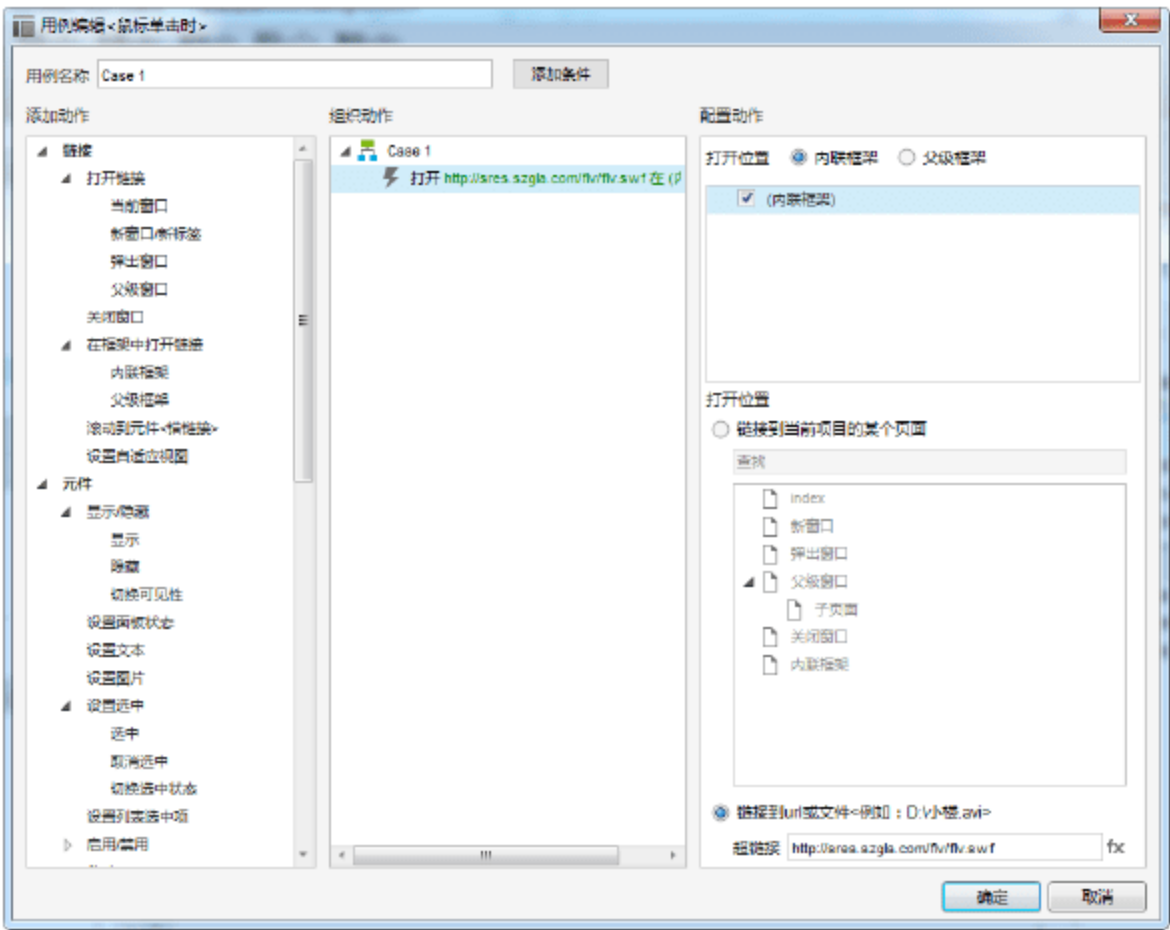 用例编辑<鼠标单击时>
用例名称 Case 1 添加条件
添加动作
链接
打开链接
当前窗口
新窗口/新标签
弹出窗口
父级窗口
关闭窗口
在框架中打开链接
内联框架
父级框架
滚动到元件<锚链接>
设置自适应视图
元件
显示/隐藏
显示
隐藏
切换可见性
设置面板状态
设置文本
设置图片
设置选中
选中
取消选中
切换选中状态
设置列表选中项
启用/禁用
组织动作
Case 1
打开 http://sres.szgla.com/flv/flv.swf 在 (内
配置动作
打开位置 内联框架 父级框架
(内联框架)
打开位置
链接到当前项目的某个页面
查找
index
新窗口
弹出窗口
父级窗口
子页面
关闭窗口
内联框架
链接到url或文件<例如：D:\小楼.avi>
超链接 http://sres.szgla.com/flv/flv.swf fx
确定 取消